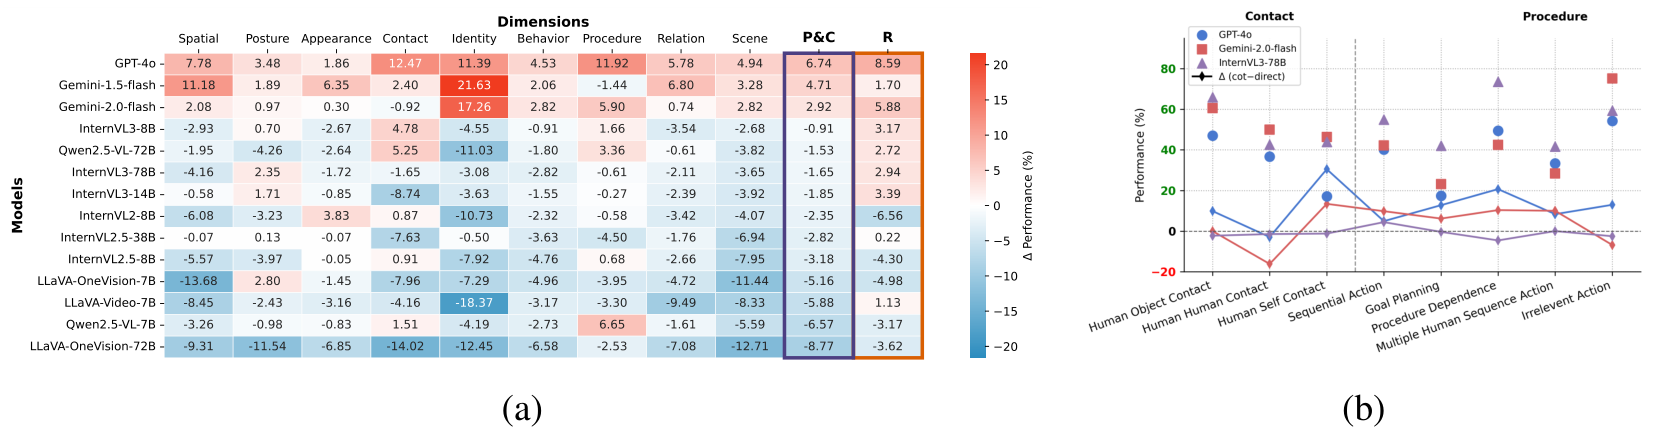 Dimensions
Spatial Posture Appearance Contact Identity Behavior Procedure Relation Scene P&C R
Models
GPT-4o 7.78 3.48 1.86 12.47 11.39 4.53 11.92 5.78 4.94 6.74 8.59
Gemini-1.5-flash 11.18 1.89 6.35 2.40 21.63 2.06 -1.44 6.80 3.28 4.71 1.70
Gemini-2.0-flash 2.08 0.97 0.30 -0.92 17.26 2.82 5.90 0.74 2.82 2.92 5.88
InternVL3-8B -2.93 0.70 -2.67 4.78 -4.55 -0.91 1.66 -3.54 -2.68 -0.91 3.17
Qwen2.5-VL-72B -1.95 -4.26 -2.64 5.25 -11.03 -1.80 3.36 -0.61 -3.82 -1.53 2.72
InternVL3-78B -4.16 2.35 -1.72 -1.65 -3.08 -2.82 -0.61 -2.11 -3.65 -1.65 2.94
InternVL3-14B -0.58 1.71 -0.85 -8.74 -3.63 -1.55 -0.27 -2.39 -3.92 -1.85 3.39
InternVL2-8B -6.08 -3.23 3.83 0.87 -10.73 -2.32 -0.58 -3.42 -4.07 -2.35 -6.56
InternVL2.5-38B -0.07 0.13 -0.07 -7.63 -0.50 -3.63 -4.50 -1.76 -6.94 -2.82 0.22
InternVL2.5-8B -5.57 -3.97 -0.05 0.91 -7.92 -4.76 0.68 -2.66 -7.95 -3.18 -4.30
LLaVA-OneVision-7B -13.68 2.80 -1.45 -7.96 -7.29 -4.96 -3.95 -4.72 -11.44 -5.16 -4.98
LLaVA-Video-7B -8.45 -2.43 -3.16 -4.16 -18.37 -3.17 -3.30 -9.49 -8.33 -5.88 1.13
Qwen2.5-VL-7B -3.26 -0.98 -0.83 1.51 -4.19 -2.73 6.65 -1.61 -5.59 -6.57 -3.17
LLaVA-OneVision-72B -9.31 -11.54 -6.85 -14.02 -12.45 -6.58 -2.53 -7.08 -12.71 -8.77 -3.62
20
15
10
5
0
−5
−10
−15
−20
Δ Performance (%)
(a)
Contact Procedure
GPT-4o
Gemini-2.0-flash
InternVL3-78B
Δ (cot−direct)
Performance (%)
80
60
40
20
0
−20
Human Object Contact
Human Human Contact
Human Self Contact
Sequential Action
Goal Planning
Procedure Dependence
Multiple Human Sequence Action
Irrelevent Action
(b)